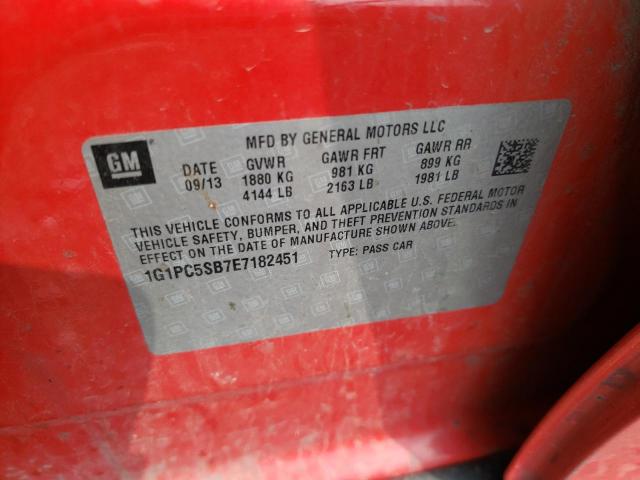 MFD BY GENERAL MOTORS LLC
GM
DATE GVWR GAWR FRT GAWR RR
09/13 1880 KG 981 KG 899 KG
4144 LB 2163 LB 1981 LB
THIS VEHICLE CONFORMS TO ALL APPLICABLE U.S. FEDERAL MOTOR
VEHICLE SAFETY, BUMPER, AND THEFT PREVENTION STANDARDS IN
EFFECT ON THE DATE OF MANUFACTURE SHOWN ABOVE.
1G1PC5SB7E7182451 TYPE: PASS CAR